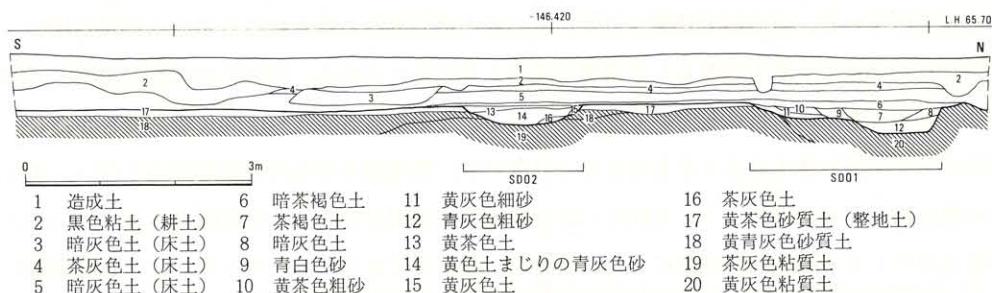 -146.420
L H 65 70
S
N
1
2
2
2
4
4
4
3
5
6
17
13
14
15
16
18
17
18
19
10
11
9
7
8
12
20
0 3m
SD02
SD01
1 造成土 6 暗茶褐色土 11 黄灰色細砂 16 茶灰色土
2 黒色粘土（耕土） 7 茶褐色土 12 青灰色粗砂 17 黄茶色砂質土（整地土）
3 暗灰色土（床土） 8 暗灰色土 13 黄茶色土 18 黄青灰色砂質土
4 茶灰色土（床土） 9 青白色砂 14 黄色土まじりの青灰色砂 19 茶灰色粘質土
5 暗灰色土（床土） 10 黄茶色粗砂 15 黄灰色土 20 黄灰色粘質土